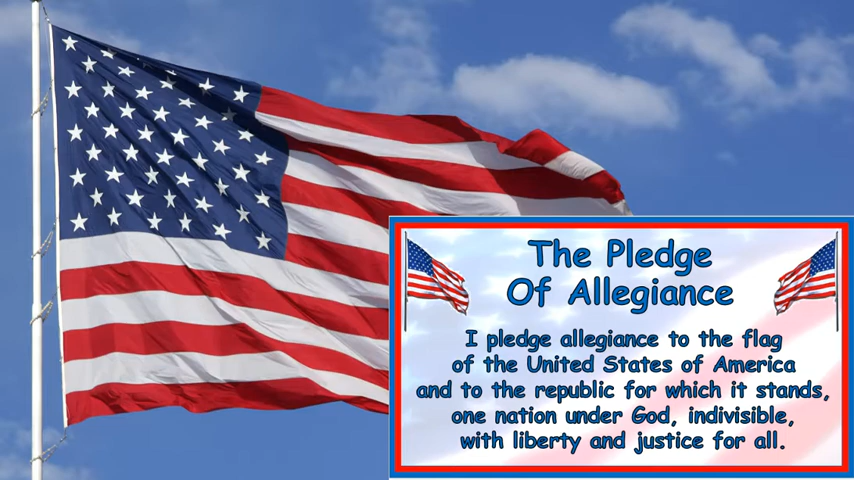 The Pledge
Of Allegiance
I pledge allegiance to the flag
of the United States of America
and to the republic for which it stands,
one nation under God, indivisible,
with liberty and justice for all.